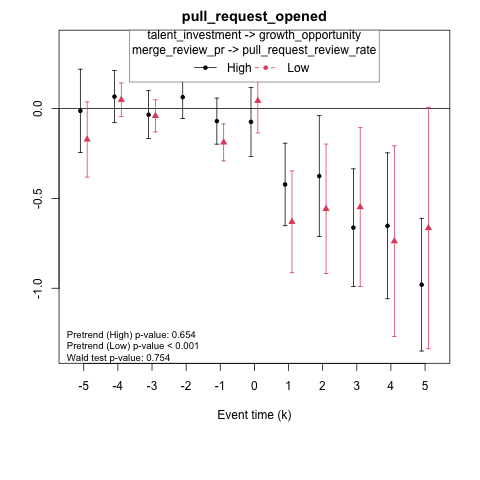 pull_request_opened
talent_investment -> growth_opportunity
merge_review_pr -> pull_request_review_rate
High Low
0.0
-0.5
-1.0
Pretrend (High) p-value: 0.654
Pretrend (Low) p-value < 0.001
Wald test p-value: 0.754
-5 -4 -3 -2 -1 0 1 2 3 4 5
Event time (k)